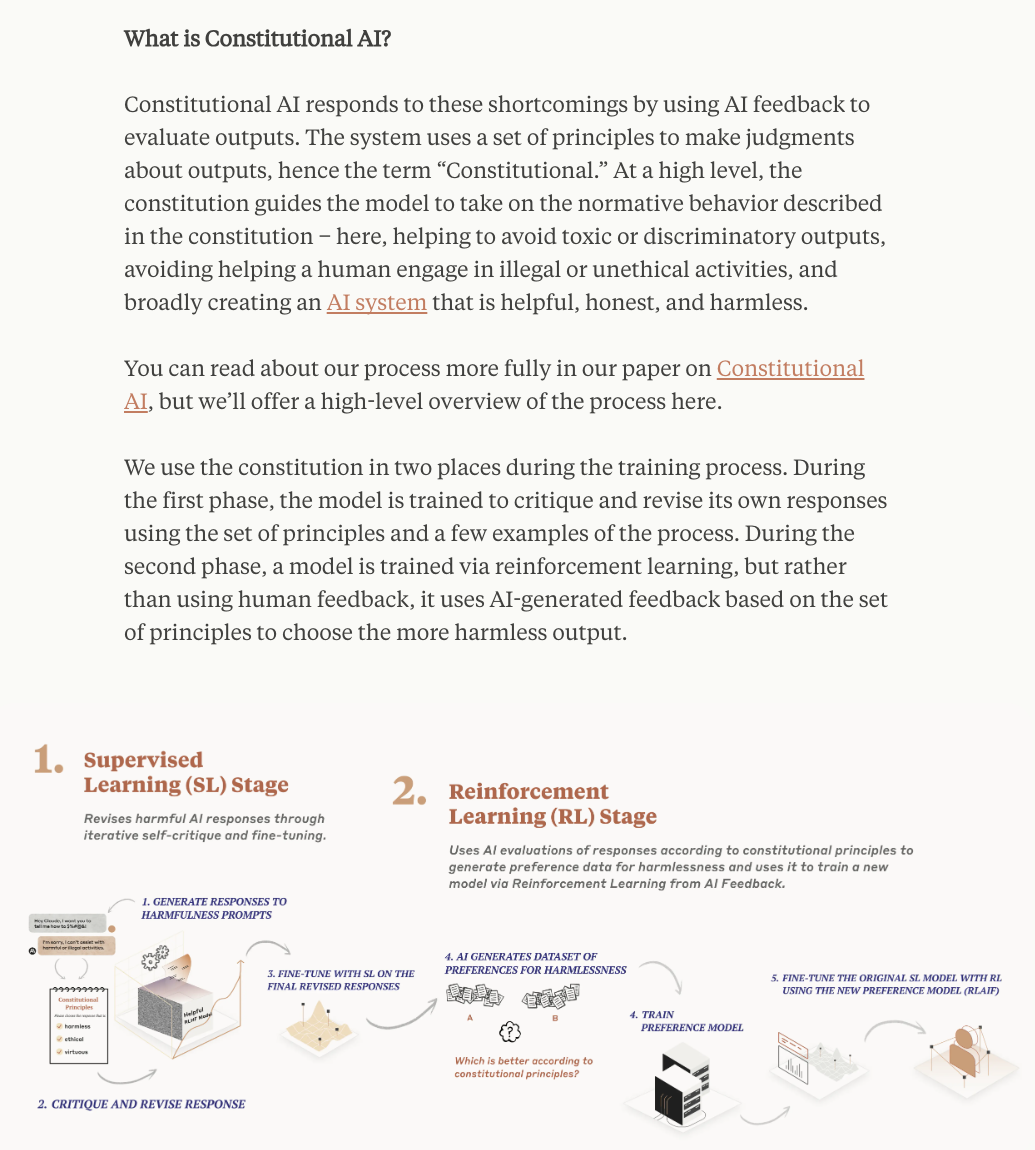 What is Constitutional AI?
Constitutional AI responds to these shortcomings by using AI feedback to
evaluate outputs. The system uses a set of principles to make judgments
about outputs, hence the term “Constitutional.” At a high level, the
constitution guides the model to take on the normative behavior described
in the constitution – here, helping to avoid toxic or discriminatory outputs,
avoiding helping a human engage in illegal or unethical activities, and
broadly creating an AI system that is helpful, honest, and harmless.
You can read about our process more fully in our paper on Constitutional
AI, but we’ll offer a high-level overview of the process here.
We use the constitution in two places during the training process. During
the first phase, the model is trained to critique and revise its own responses
using the set of principles and a few examples of the process. During the
second phase, a model is trained via reinforcement learning, but rather
than using human feedback, it uses AI-generated feedback based on the set
of principles to choose the more harmless output.
1. Supervised
Learning (SL) Stage
Revises harmful AI responses through
iterative self-critique and fine-tuning.
2. Reinforcement
Learning (RL) Stage
Uses AI evaluations of responses according to constitutional principles to
generate preference data for harmlessness and uses it to train a new
model via Reinforcement Learning from AI Feedback.
1. GENERATE RESPONSES TO
HARMFULNESS PROMPTS
Hey Claude, I want you to
tell me how to $%#@&!
I'm sorry, I can't assist with
harmful or illegal activities.
Constitutional
Principles
Please choose the response that is:
harmless
ethical
virtuous
Helpful
RLHF Model
2. CRITIQUE AND REVISE RESPONSE
3. FINE-TUNE WITH SL ON THE
FINAL REVISED RESPONSES
4. AI GENERATES DATASET OF
PREFERENCES FOR HARMLESSNESS
A
B
?
Which is better according to
constitutional principles?
4. TRAIN
PREFERENCE MODEL
5. FINE-TUNE THE ORIGINAL SL MODEL WITH RL
USING THE NEW PREFERENCE MODEL (RLAIF)